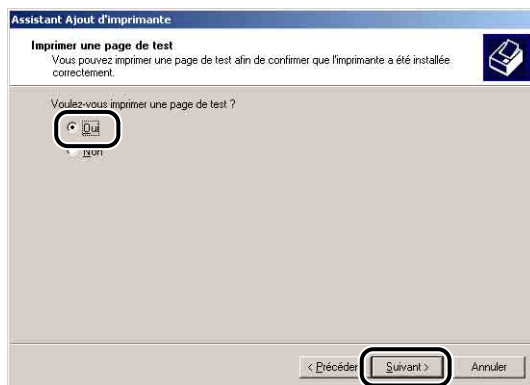 Assistant Ajout d'imprimante
Imprimer une page de test
Vous pouvez imprimer une page de test afin de confirmer que l'imprimante a été installée
correctement.
Voulez-vous imprimer une page de test ?
Oui
Non
< Précéden Suivant > Annuler